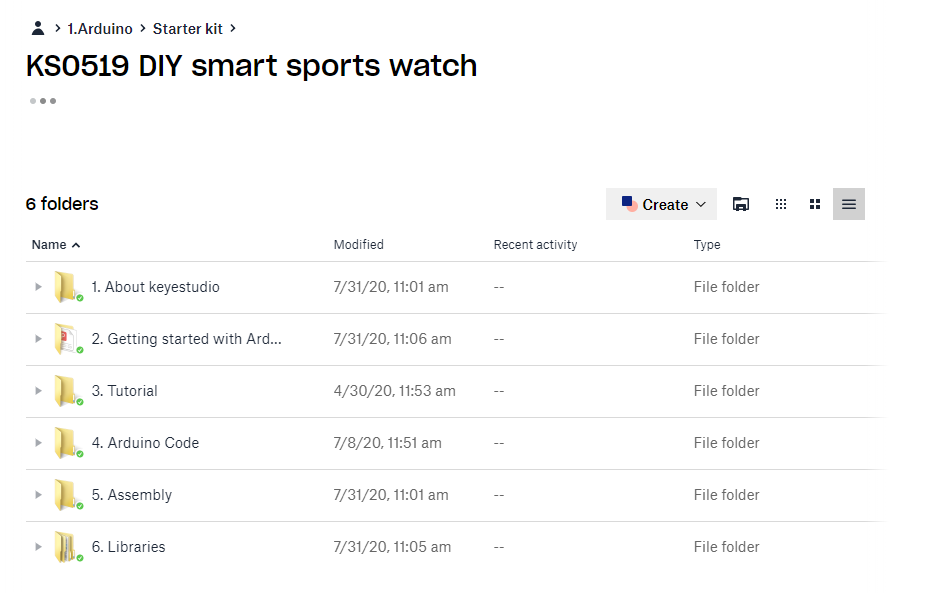 1.Arduino > Starter kit >
KS0519 DIY smart sports watch
6 folders
Create
Name Modified Recent activity Type
1. About keyestudio 7/31/20, 11:01 am -- File folder
2. Getting started with Ard... 7/31/20, 11:06 am -- File folder
3. Tutorial 4/30/20, 11:53 am -- File folder
4. Arduino Code 7/8/20, 11:51 am -- File folder
5. Assembly 7/31/20, 11:01 am -- File folder
6. Libraries 7/31/20, 11:05 am -- File folder